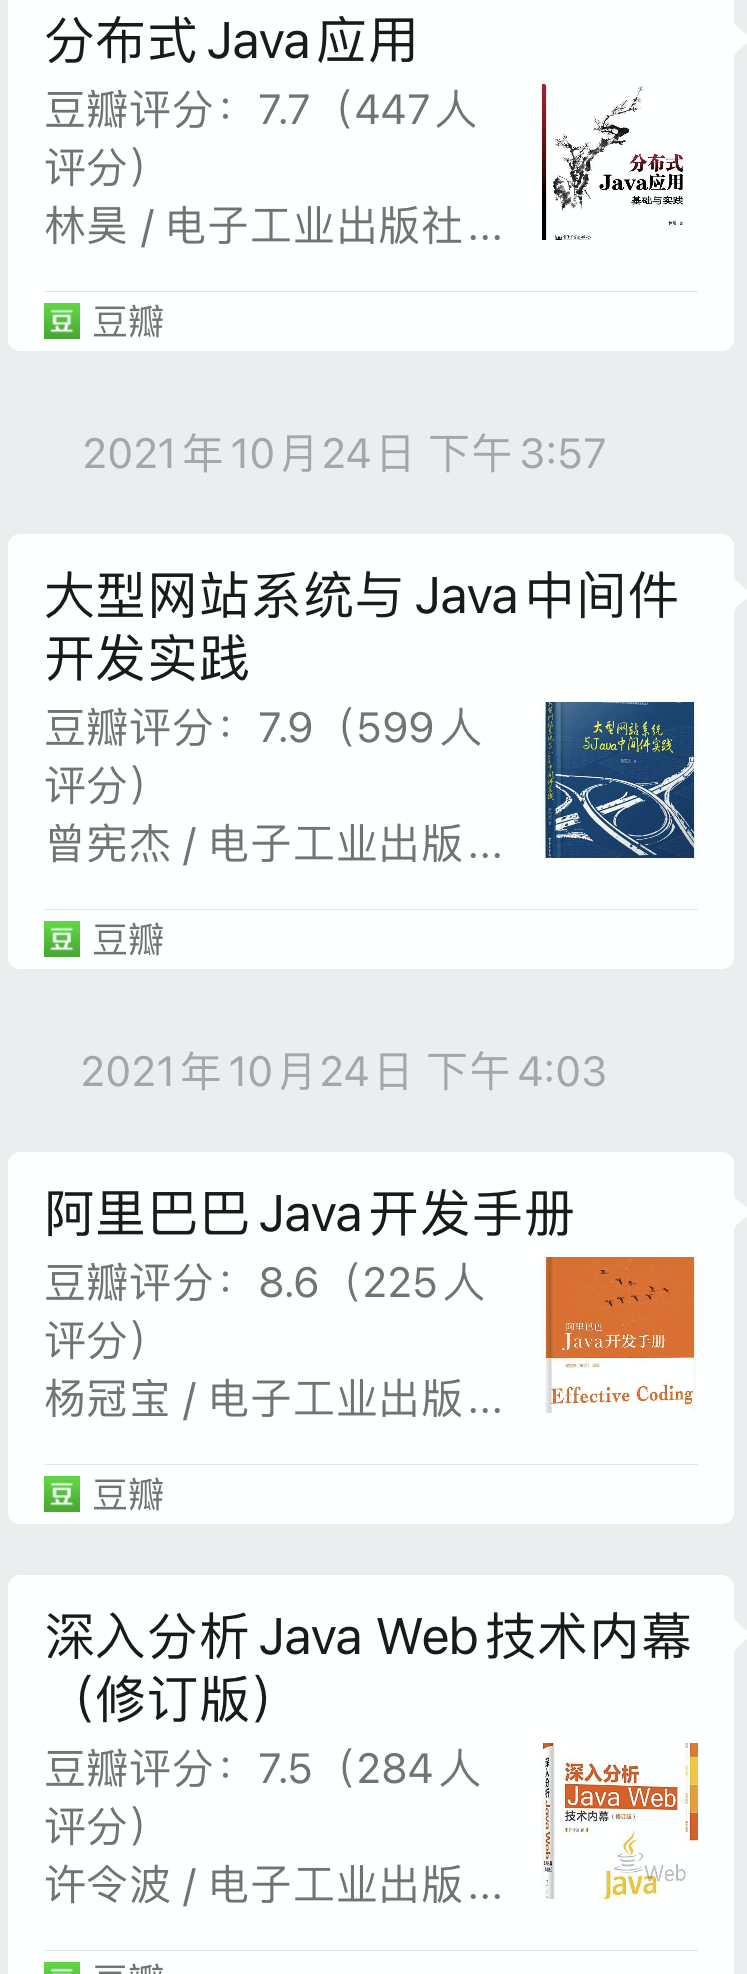 分布式 Java 应用
豆瓣评分：7.7（447人
评分）
林昊 / 电子工业出版社...
分布式
Java应用
基础与实践
豆 豆瓣
2021年10月24日 下午3:57
大型网站系统与 Java 中间件
开发实践
豆瓣评分：7.9（599人
评分）
曾宪杰 / 电子工业出版...
大型网站系统
与Java中间件实践
豆 豆瓣
2021年10月24日 下午4:03
阿里巴巴 Java 开发手册
豆瓣评分：8.6（225人
评分）
杨冠宝 / 电子工业出版...
阿里巴巴
Java开发手册
Effective Coding
豆 豆瓣
深入分析 Java Web 技术内幕
（修订版）
豆瓣评分：7.5（284人
评分）
许令波 / 电子工业出版...
深入分析
Java Web
技术内幕（修订版）
Web
Java
豆瓣